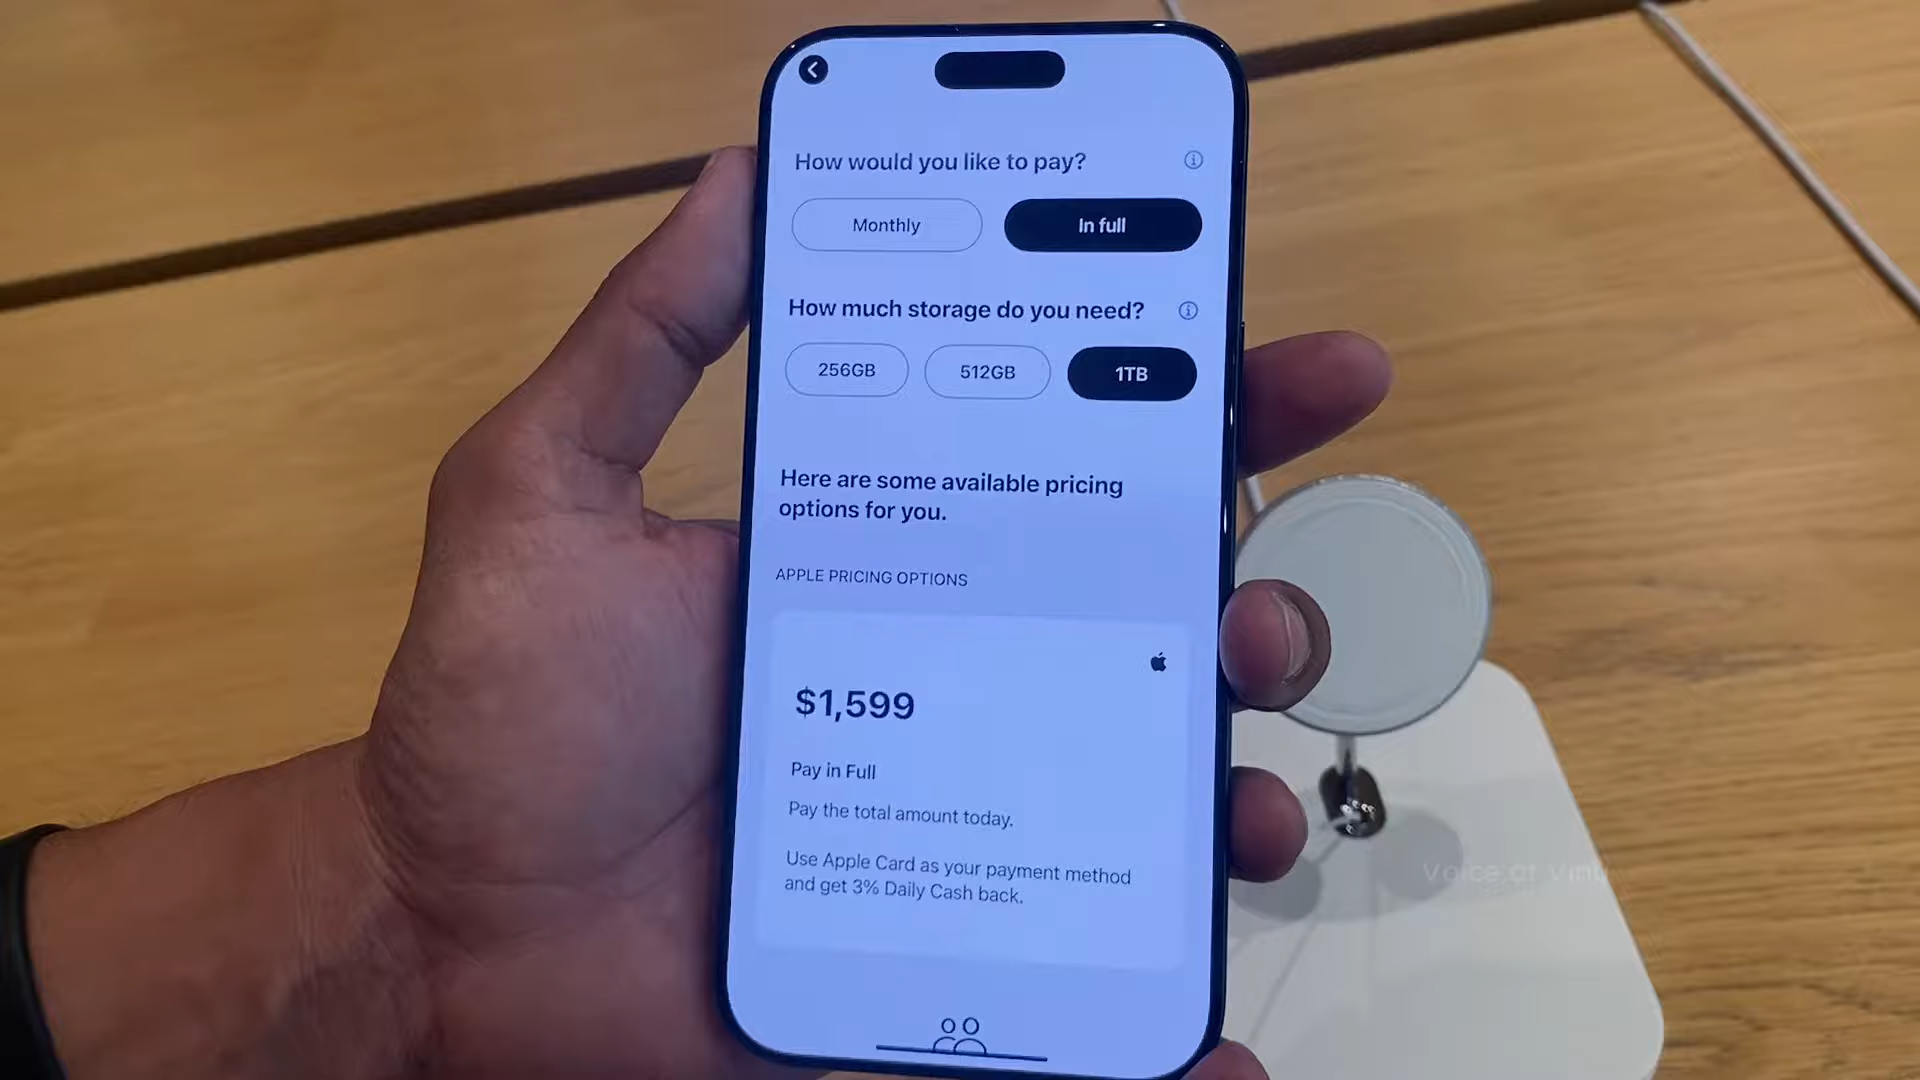 How would you like to pay?
Monthly
In full
How much storage do you need?
256GB
512GB
1TB
Here are some available pricing
options for you.
APPLE PRICING OPTIONS
$1,599
Pay in Full
Pay the total amount today.
Use Apple Card as your payment method
and get 3% Daily Cash back.
Voice of